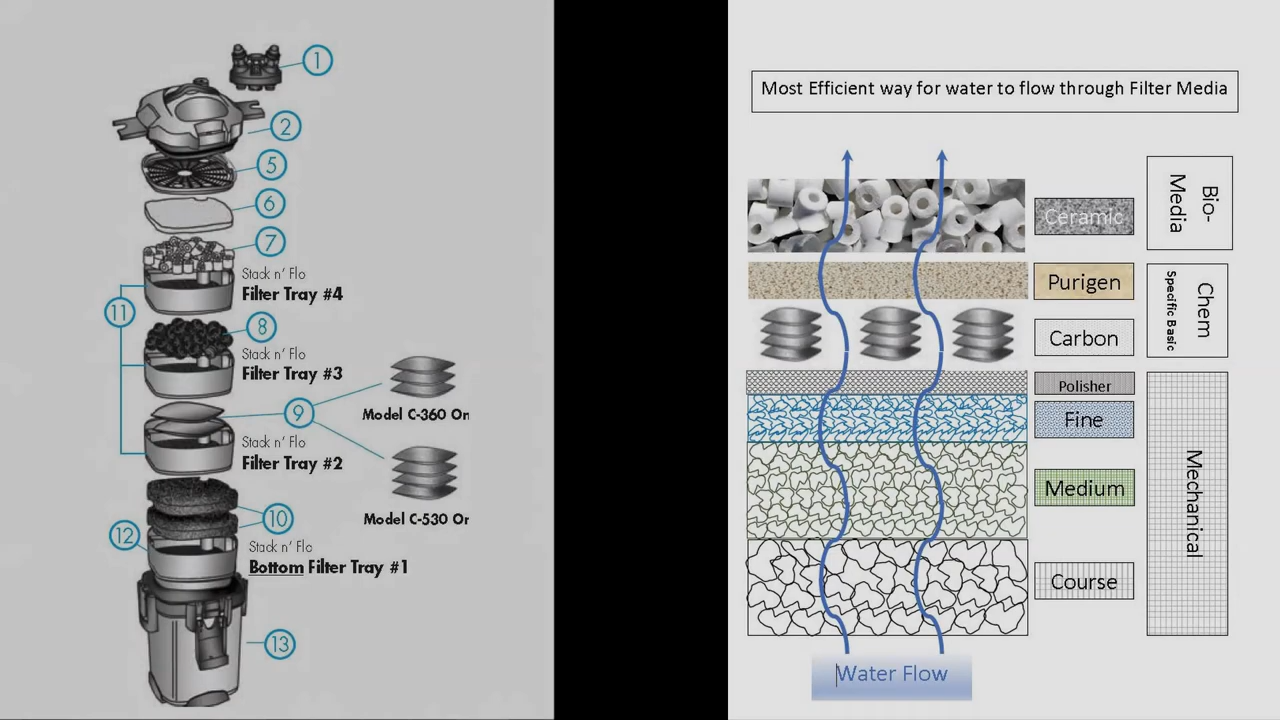 1
2
5
6
7
Stack n' Flo
Filter Tray #4
11
8
Stack n' Flo
Filter Tray #3
9
Model C-360 On
Stack n' Flo
Filter Tray #2
Model C-530 On
10
12
Stack n' Flo
Bottom Filter Tray #1
13
Most Efficient way for water to flow through Filter Media
Ceramic
Bio-
Media
Purigen
Carbon
Chem
Specific Basic
Polisher
Fine
Medium
Course
Mechanical
Water Flow